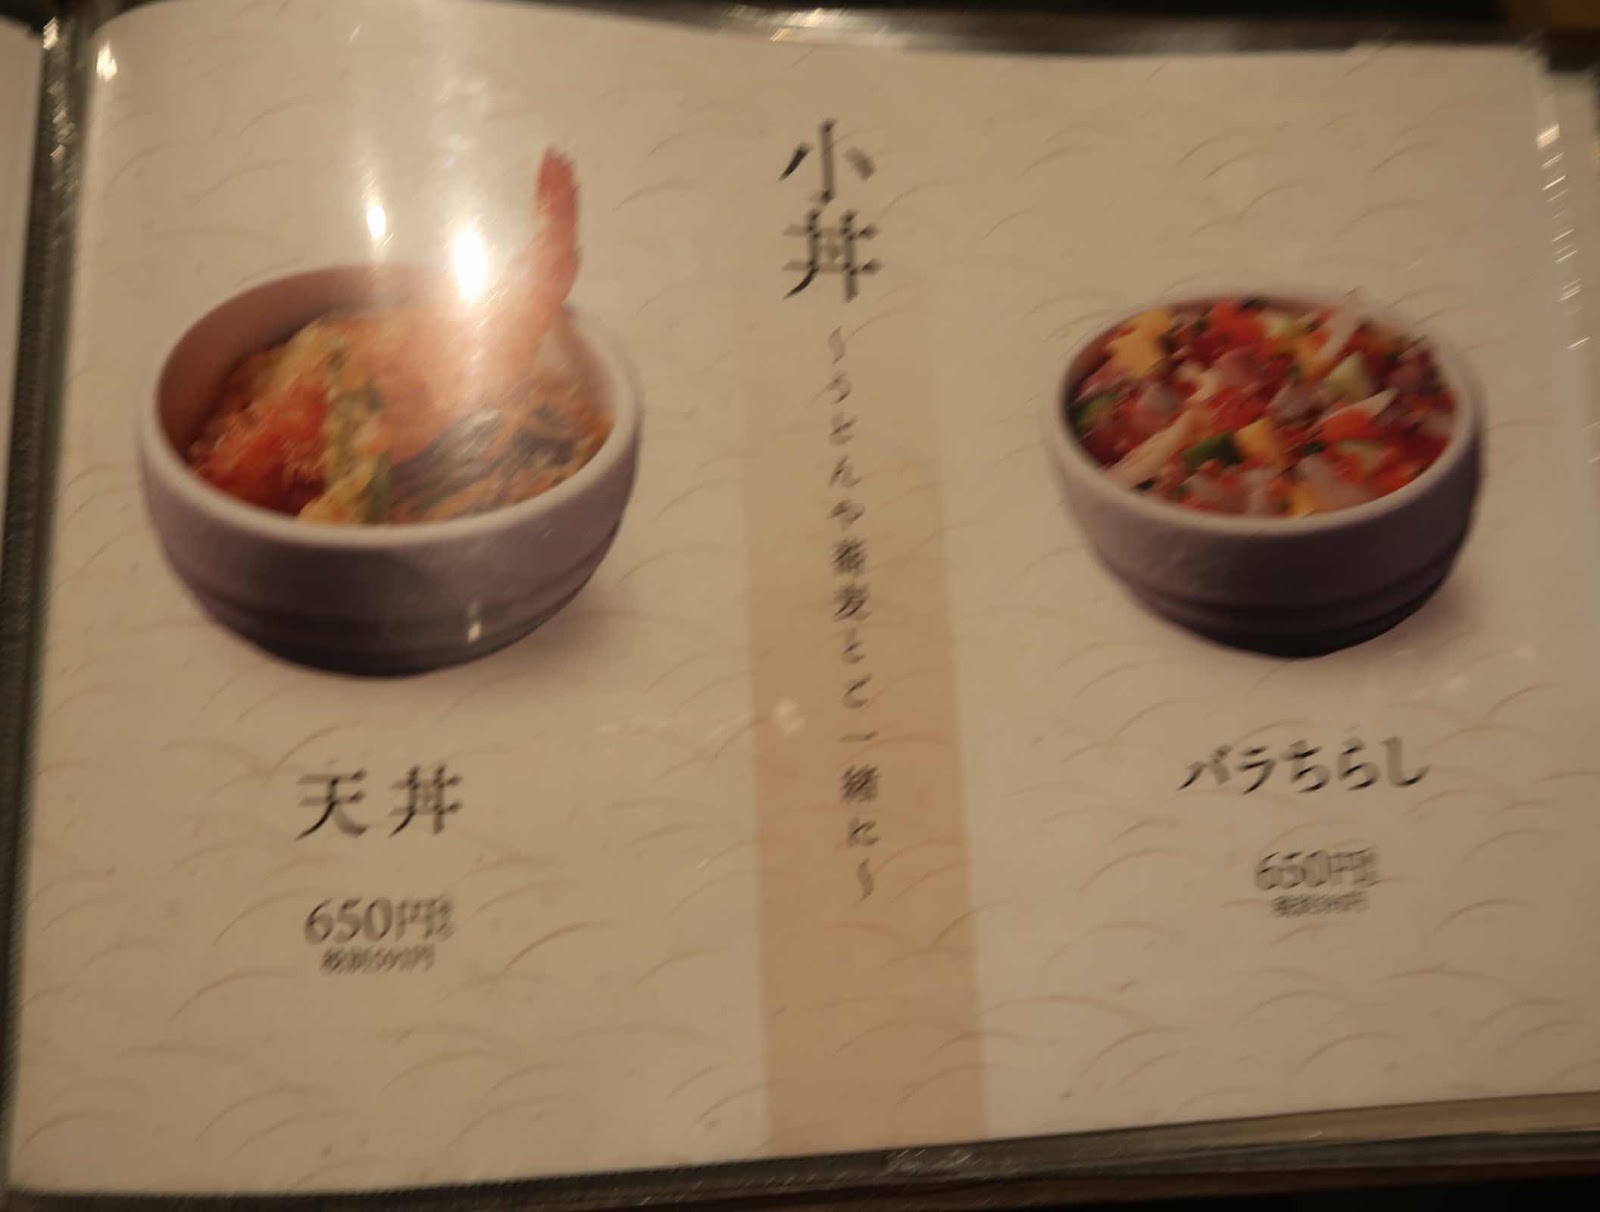 小丼
～うどんや蕎麦とご一緒に～
天丼
650円
バラちらし
650円